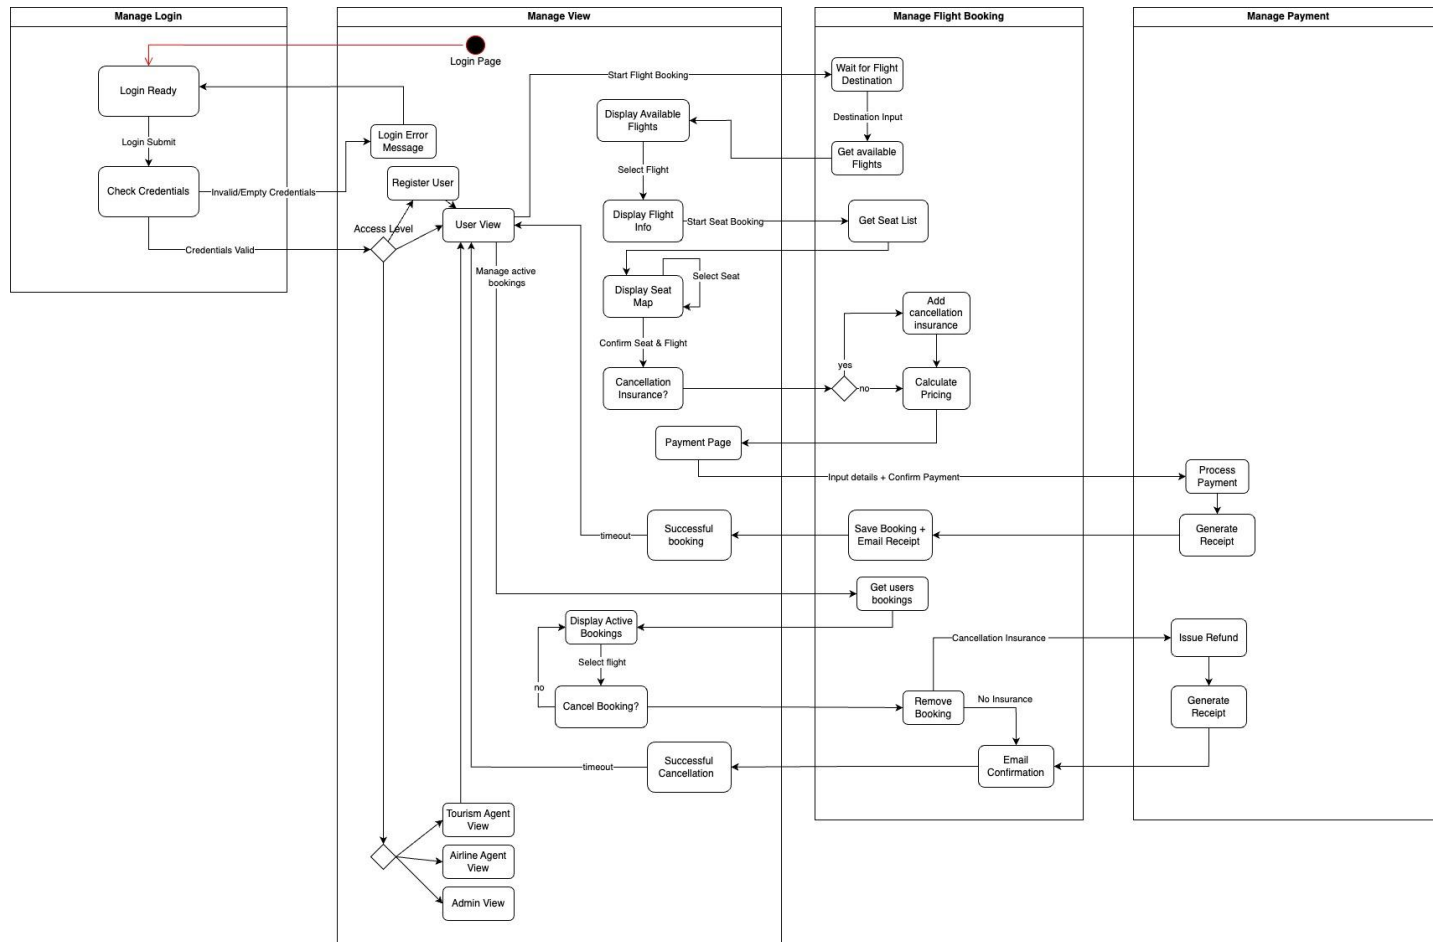 Manage Login
Manage View
Manage Flight Booking
Manage Payment
Login Page
Login Ready
Login Submit
Check Credentials
Invalid/Empty Credentials
Credentials Valid
Login Error
Message
Register User
Access Level
User View
Manage active
bookings
Start Flight Booking
Wait for Flight
Destination
Destination Input
Get available
Flights
Display Available
Flights
Select Flight
Display Flight
Info
Start Seat Booking
Get Seat List
Display Seat
Map
Select Seat
Confirm Seat & Flight
Cancellation
Insurance?
yes
no
Add
cancellation
insurance
Calculate
Pricing
Payment Page
Input details + Confirm Payment
Process
Payment
Generate
Receipt
Save Booking +
Email Receipt
Successful
booking
timeout
Get users
bookings
Display Active
Bookings
Select flight
no
Cancel Booking?
Remove
Booking
Cancellation Insurance
No Insurance
Issue Refund
Generate
Receipt
Email
Confirmation
Successful
Cancellation
timeout
Tourism Agent
View
Airline Agent
View
Admin View